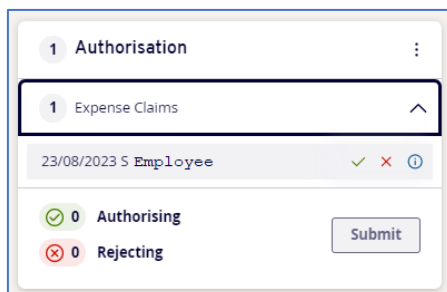 1 Authorisation
1 Expense Claims
23/08/2023 S Employee
0 Authorising
0 Rejecting
Submit